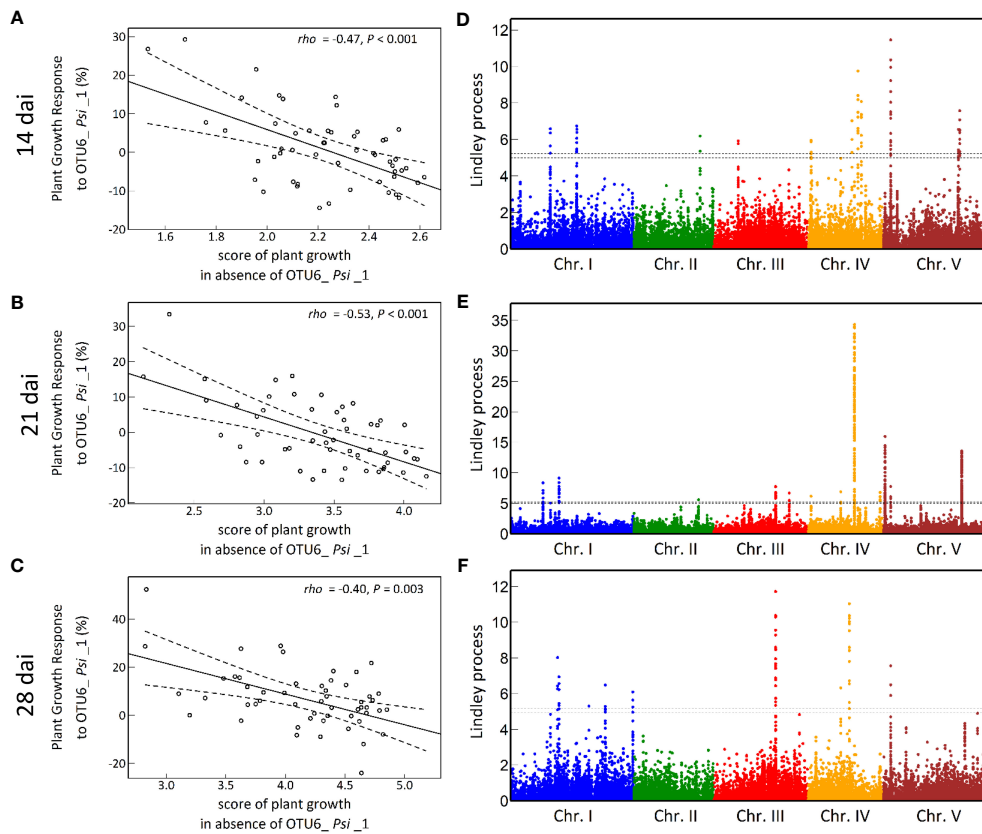 A
14 dai
Plant Growth Response
to OTU6_ Psi _1 (%)
30
20
10
0
-10
-20
rho = -0.47, P < 0.001
1.6 1.8 2.0 2.2 2.4 2.6
score of plant growth
in absence of OTU6_ Psi _1
D
Lindley process
12
10
8
6
4
2
0
Chr. I Chr. II Chr. III Chr. IV Chr. V
B
21 dai
Plant Growth Response
to OTU6_ Psi _1 (%)
30
20
10
0
-10
-20
rho = -0.53, P < 0.001
2.5 3.0 3.5 4.0
score of plant growth
in absence of OTU6_ Psi _1
E
Lindley process
35
30
25
20
15
10
5
0
Chr. I Chr. II Chr. III Chr. IV Chr. V
C
28 dai
Plant Growth Response
to OTU6_ Psi _1 (%)
40
20
0
-20
rho = -0.40, P = 0.003
3.0 3.5 4.0 4.5 5.0
score of plant growth
in absence of OTU6_ Psi _1
F
Lindley process
12
10
8
6
4
2
0
Chr. I Chr. II Chr. III Chr. IV Chr. V